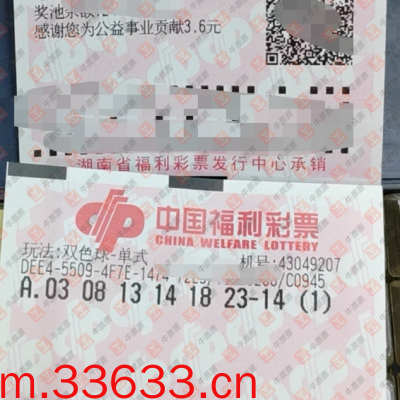 感谢您为公益事业贡献3.6元
湖南省福利彩票发行中心承销
中国福利彩票
CHINA WELFARE LOTTERY
玩法:双色球-单式 机号:43049207
DEE4-5509-4F7E- /C0945
A.03 08 13 14 18 23-14 (1)
m.33633.cn